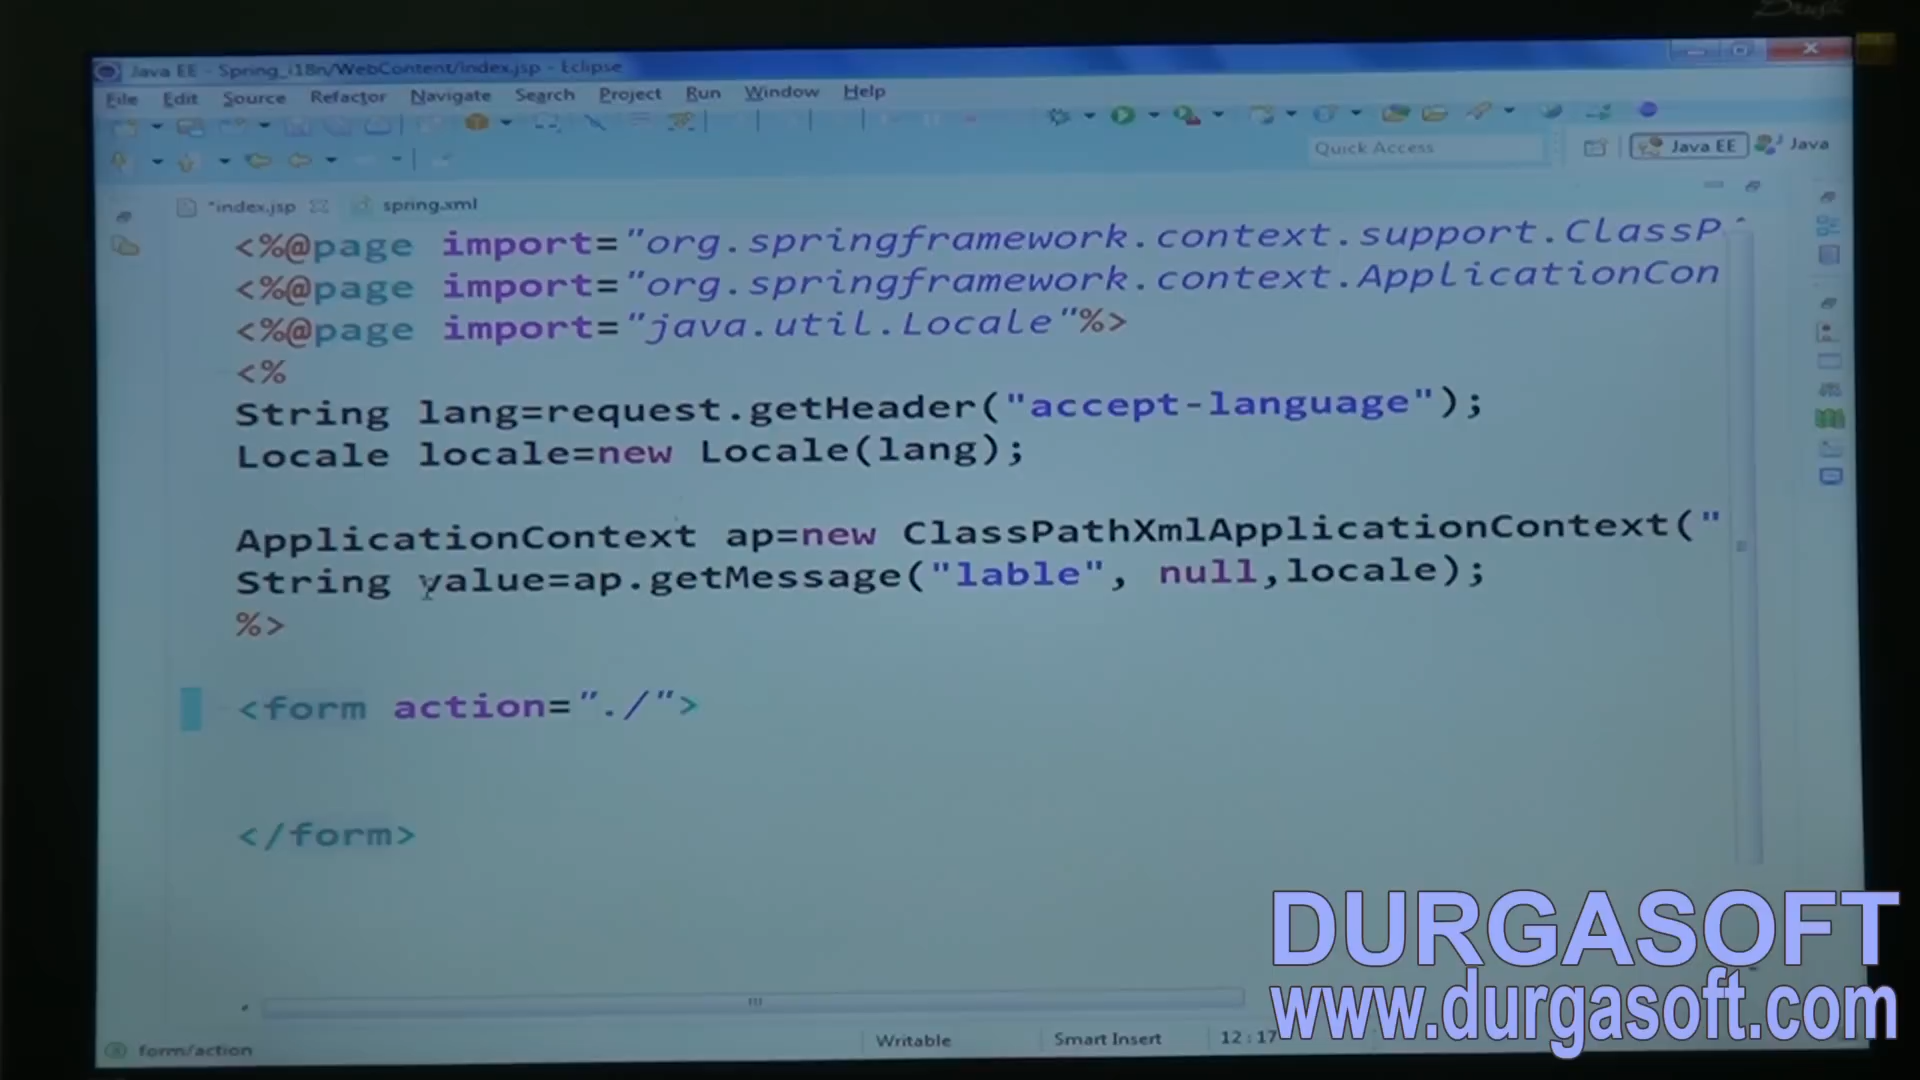 Java EE - Spring_i18n/WebContent/index.jsp - Eclipse
File Edit Source Refactor Navigate Search Project Run Window Help
Quick Access
Java EE
Java
*index.jsp
spring.xml
<%@page import="org.springframework.context.support.ClassP
<%@page import="org.springframework.context.ApplicationCon
<%@page import="java.util.Locale"%>
<%
String lang=request.getHeader("accept-language");
Locale locale=new Locale(lang);
ApplicationContext ap=new ClassPathXmlApplicationContext("
String value=ap.getMessage("lable", null,locale);
%>
<form action="./">
</form>
form/action
Writable
Smart Insert
12:17
DURGASOFT
www.durgasoft.com